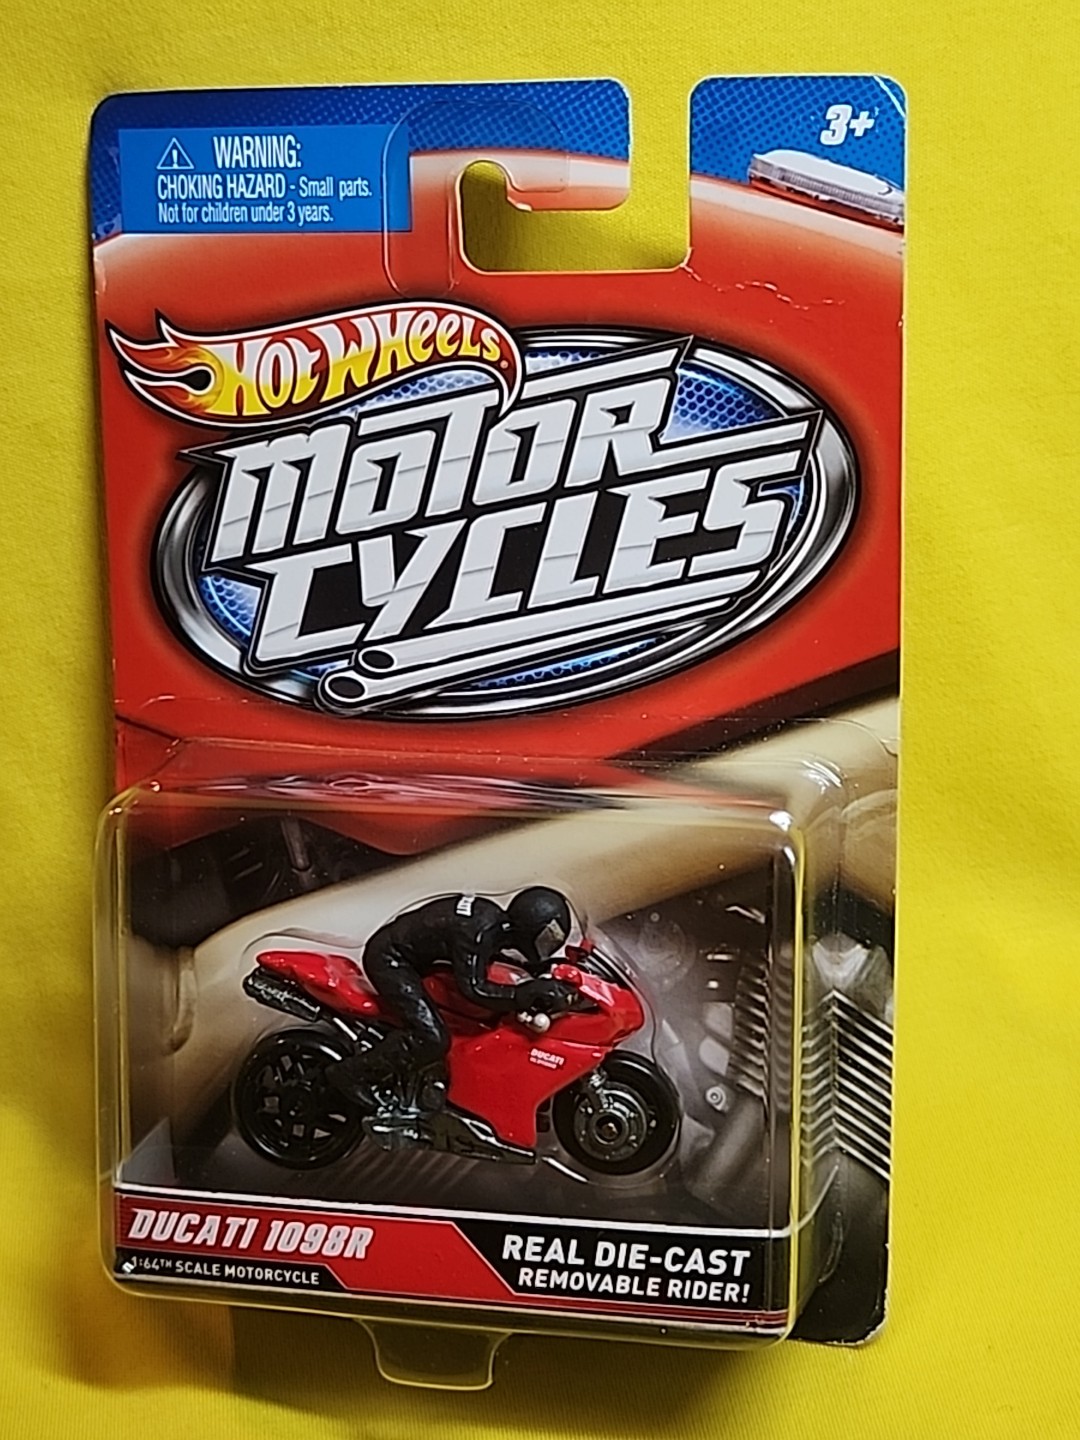 3+
WARNING:
CHOKING HAZARD - Small parts.
Not for children under 3 years.
HOT WHEELS
MOTOR
CYCLES
DUCATI
DUCATI 1098R
1:64TH SCALE MOTORCYCLE
REAL DIE-CAST
REMOVABLE RIDER!